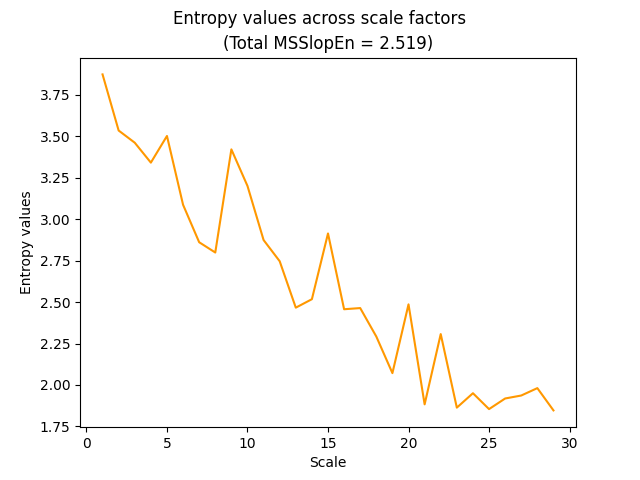 Entropy values across scale factors
(Total MSSlopEn = 2.519)
3.75
3.50
3.25
3.00
2.75
2.50
2.25
2.00
1.75
Entropy values
0 5 10 15 20 25 30
Scale